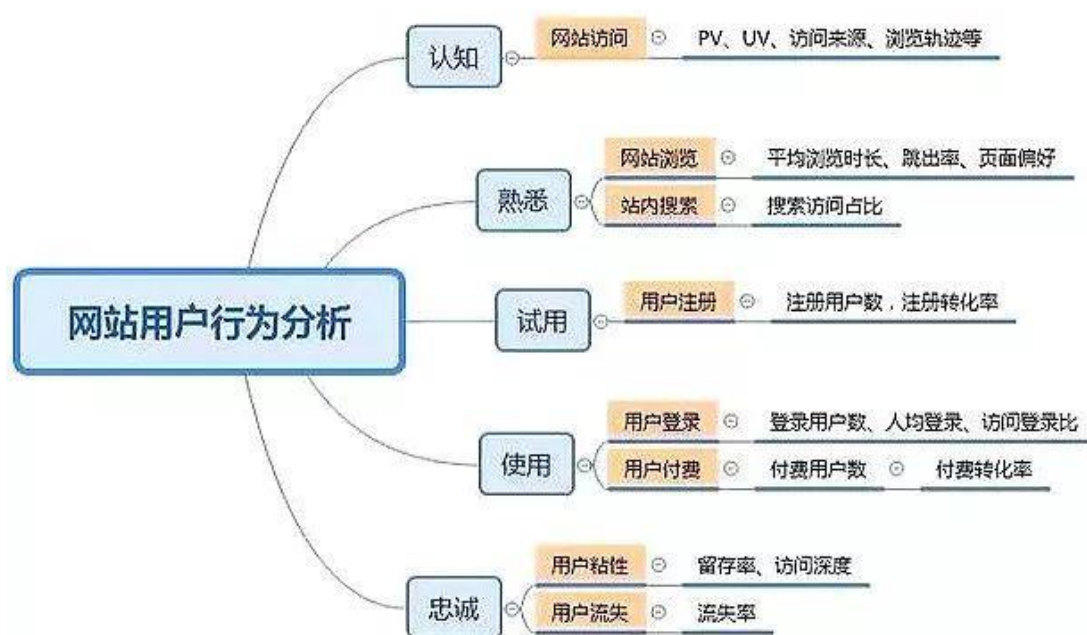 网站用户行为分析
认知
网站访问
PV、UV、访问来源、浏览轨迹等
熟悉
网站浏览
平均浏览时长、跳出率、页面偏好
站内搜索
搜索访问占比
试用
用户注册
注册用户数，注册转化率
使用
用户登录
登录用户数、人均登录、访问登录比
用户付费
付费用户数
付费转化率
忠诚
用户粘性
留存率、访问深度
用户流失
流失率